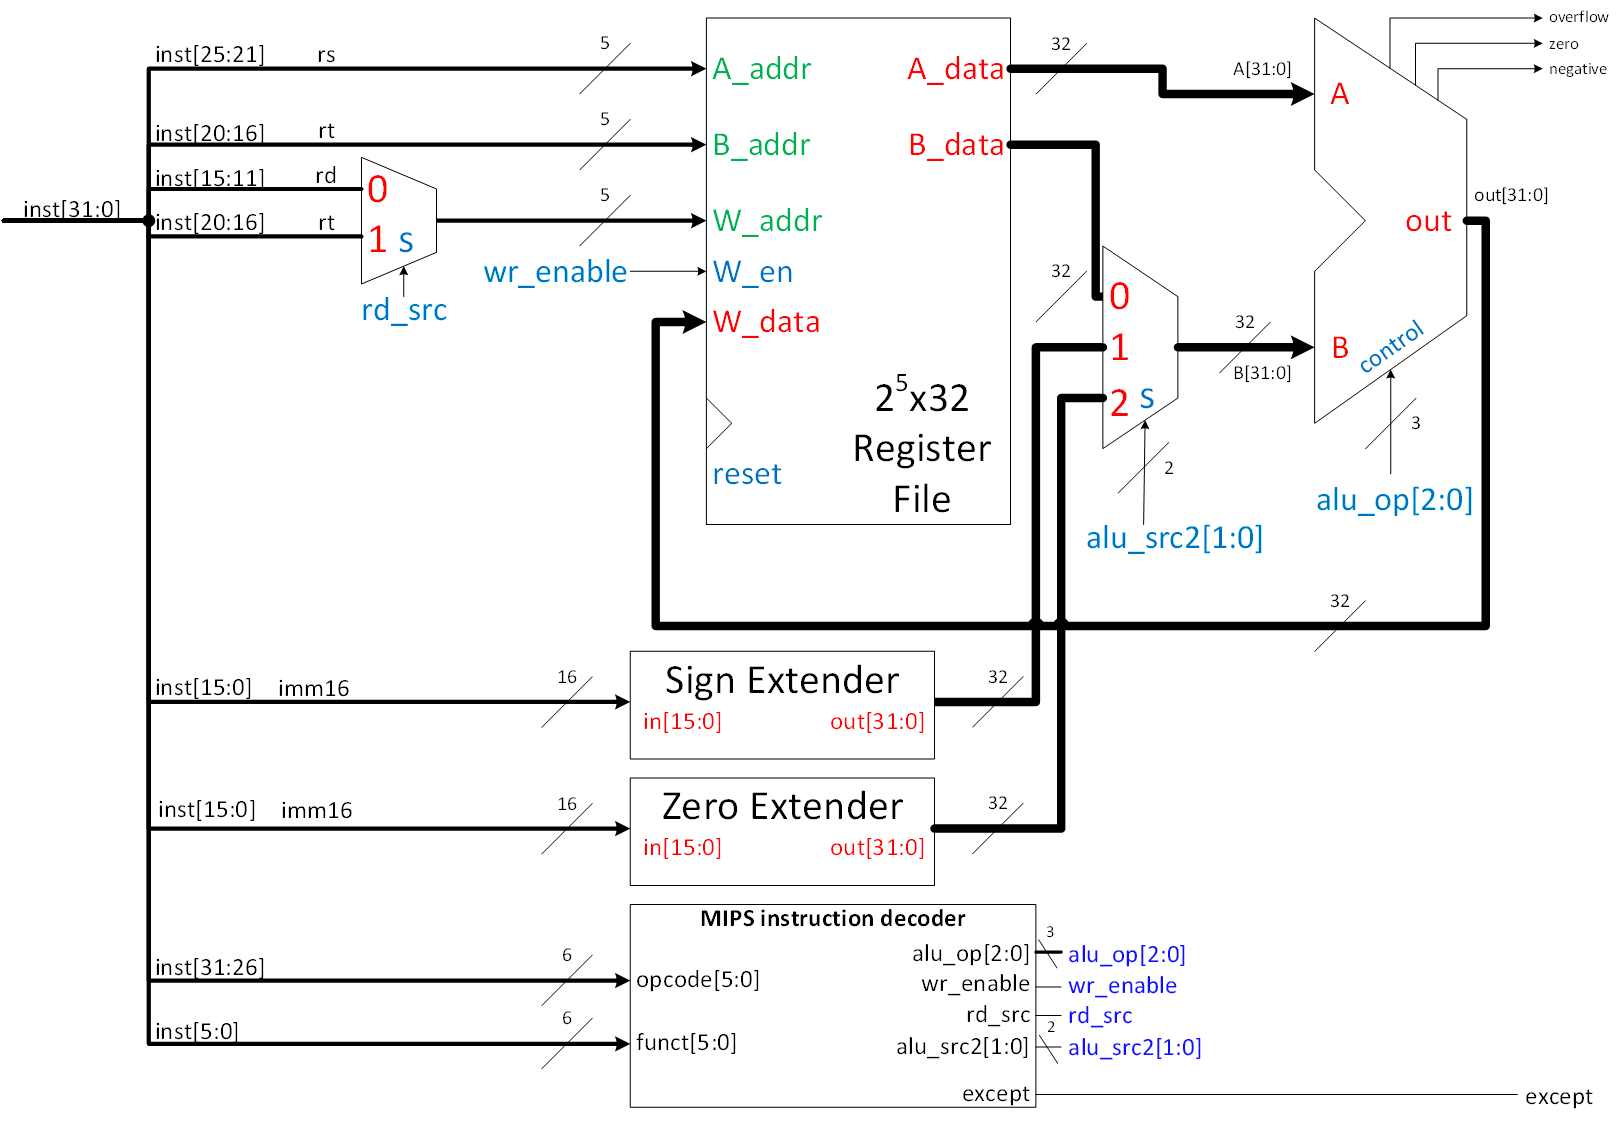 inst[25:21] rs 5
A_addr A_data 32
A[31:0] A
overflow
zero
negative
inst[20:16] rt 5
B_addr B_data
inst[15:11] rd 0
inst[31:0]
inst[20:16] rt 1 s
rd_src
5
W_addr
wr_enable W_en
W_data
2^5x32
Register
File
reset
32
0
1
2 s
2
alu_src2[1:0]
32
B[31:0] B
control
3
alu_op[2:0]
out
out[31:0]
32
inst[15:0] imm16 16
Sign Extender
in[15:0] out[31:0]
32
inst[15:0] imm16 16
Zero Extender
in[15:0] out[31:0]
32
MIPS instruction decoder
inst[31:26] 6
opcode[5:0]
inst[5:0] 6
funct[5:0]
alu_op[2:0] 3 alu_op[2:0]
wr_enable wr_enable
rd_src rd_src
alu_src2[1:0] 2 alu_src2[1:0]
except except